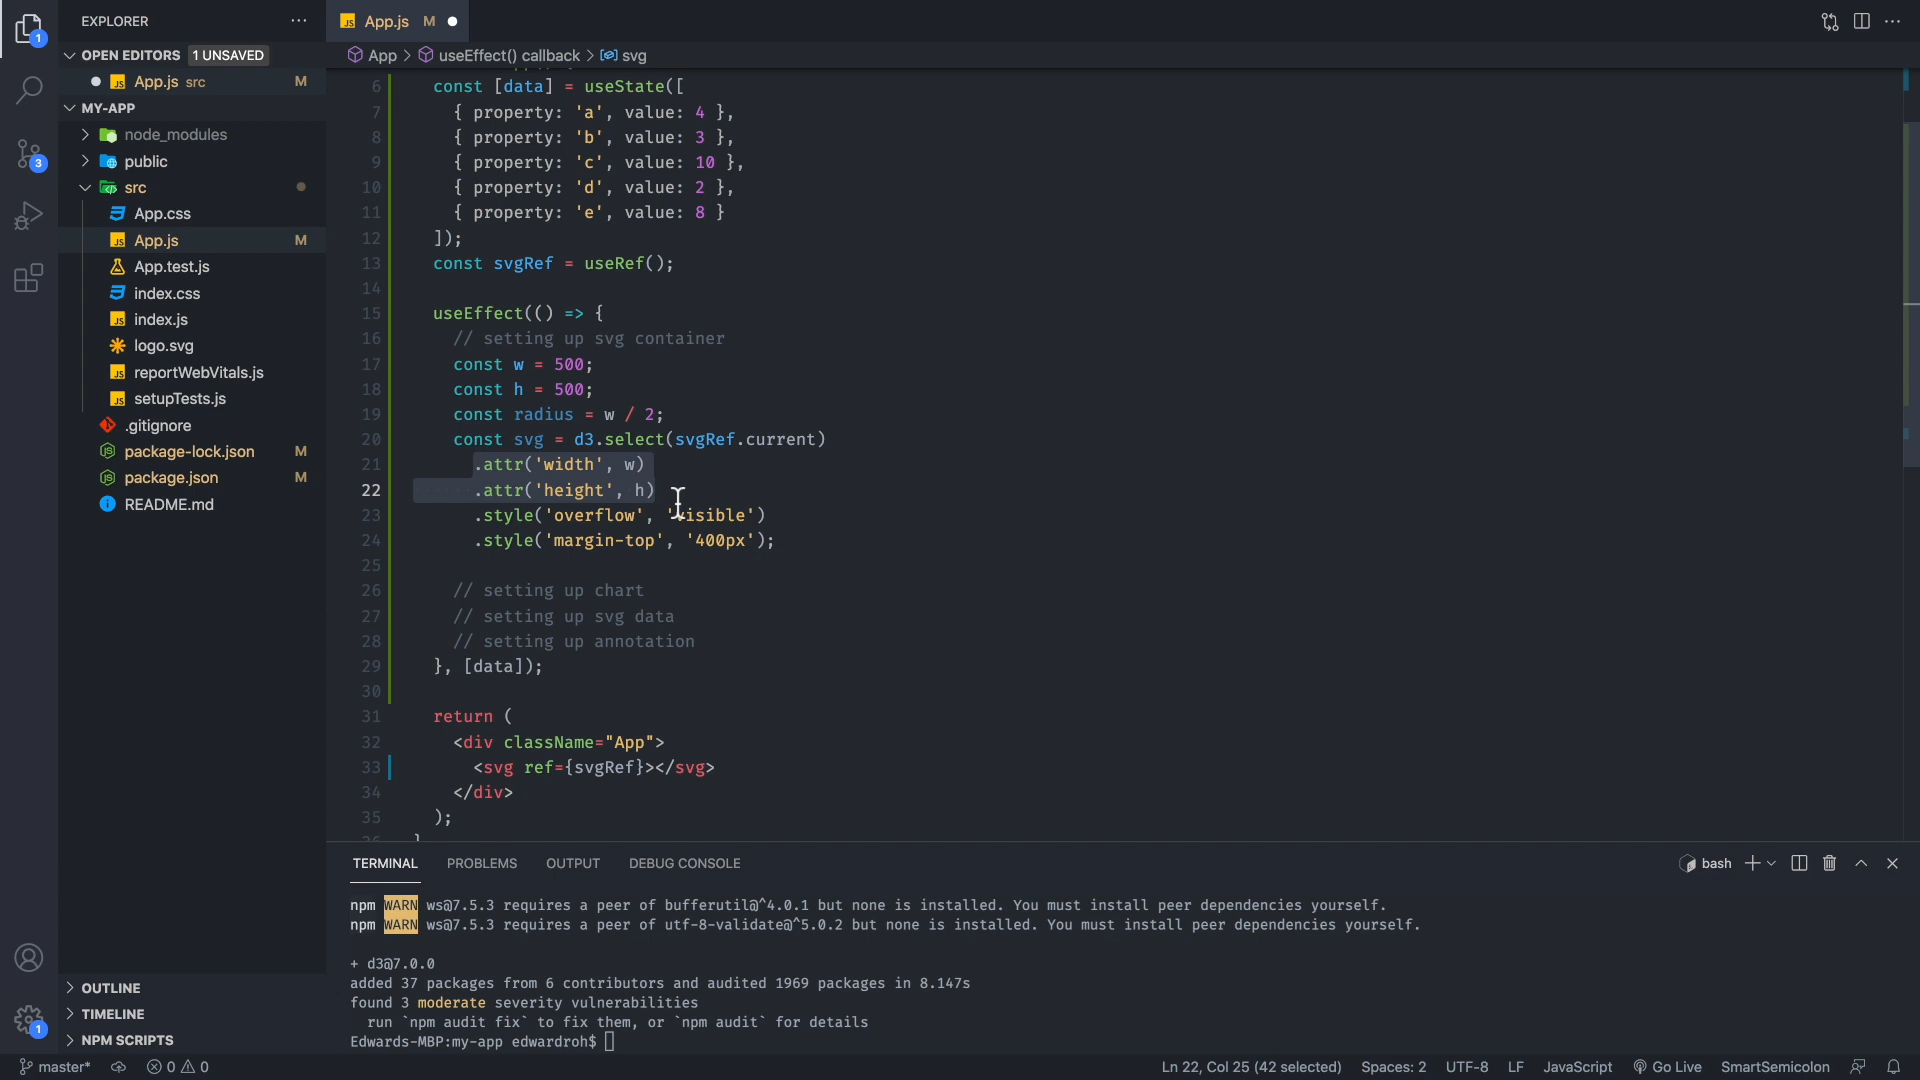 EXPLORER
App.js M
OPEN EDITORS 1 UNSAVED
App > useEffect() callback > svg
App.js src M
MY-APP
node_modules
public
src
App.css
App.js M
App.test.js
index.css
index.js
logo.svg
reportWebVitals.js
setupTests.js
.gitignore
package-lock.json M
package.json M
README.md
OUTLINE
TIMELINE
NPM SCRIPTS
1
3
1
6 const [data] = useState([
7 { property: 'a', value: 4 },
8 { property: 'b', value: 3 },
9 { property: 'c', value: 10 },
10 { property: 'd', value: 2 },
11 { property: 'e', value: 8 }
12 ]);
13 const svgRef = useRef();
14
15 useEffect(() => {
16 // setting up svg container
17 const w = 500;
18 const h = 500;
19 const radius = w / 2;
20 const svg = d3.select(svgRef.current)
21 .attr('width', w)
22 .attr('height', h)
23 .style('overflow', 'visible')
24 .style('margin-top', '400px');
25
26 // setting up chart
27 // setting up svg data
28 // setting up annotation
29 }, [data]);
30
31 return (
32 <div className="App">
33 <svg ref={svgRef}></svg>
34 </div>
35 );
TERMINAL PROBLEMS OUTPUT DEBUG CONSOLE
bash
npm WARN ws@7.5.3 requires a peer of bufferutil@^4.0.1 but none is installed. You must install peer dependencies yourself.
npm WARN ws@7.5.3 requires a peer of utf-8-validate@^5.0.2 but none is installed. You must install peer dependencies yourself.
+ d3@7.0.0
added 37 packages from 6 contributors and audited 1969 packages in 8.147s
found 3 moderate severity vulnerabilities
run `npm audit fix` to fix them, or `npm audit` for details
Edwards-MBP:my-app edwardroh$
master* 0 0 Ln 22, Col 25 (42 selected) Spaces: 2 UTF-8 LF JavaScript Go Live SmartSemicolon